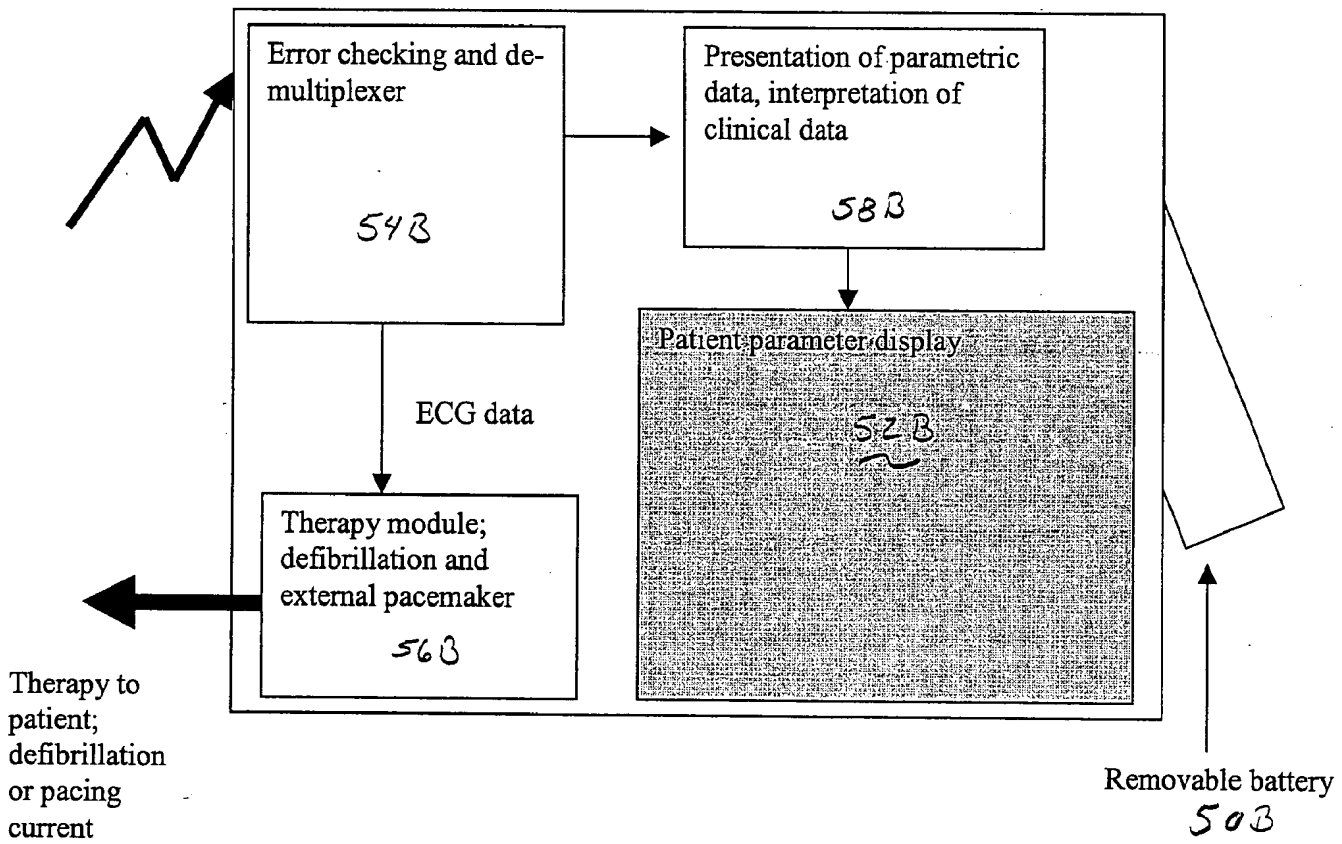 Error checking and de-
multiplexer
54B
Presentation of parametric
data, interpretation of
clinical data
58B
ECG data
Patient parameter display
52B
Therapy module;
defibrillation and
external pacemaker
56B
Therapy to
patient;
defibrillation
or pacing
current
Removable battery
50B